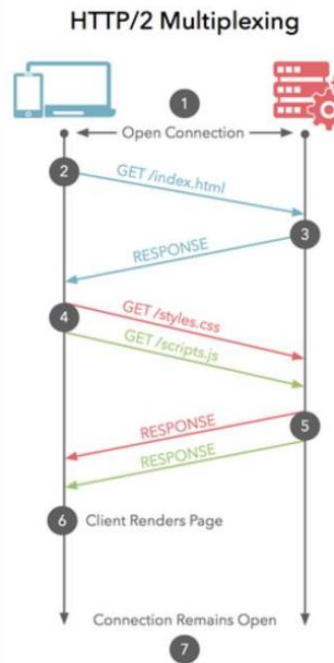 HTTP/2 Multiplexing
1
Open Connection
2
GET /index.html
3
RESPONSE
4
GET /styles.css
GET /scripts.js
5
RESPONSE
RESPONSE
6 Client Renders Page
Connection Remains Open
7